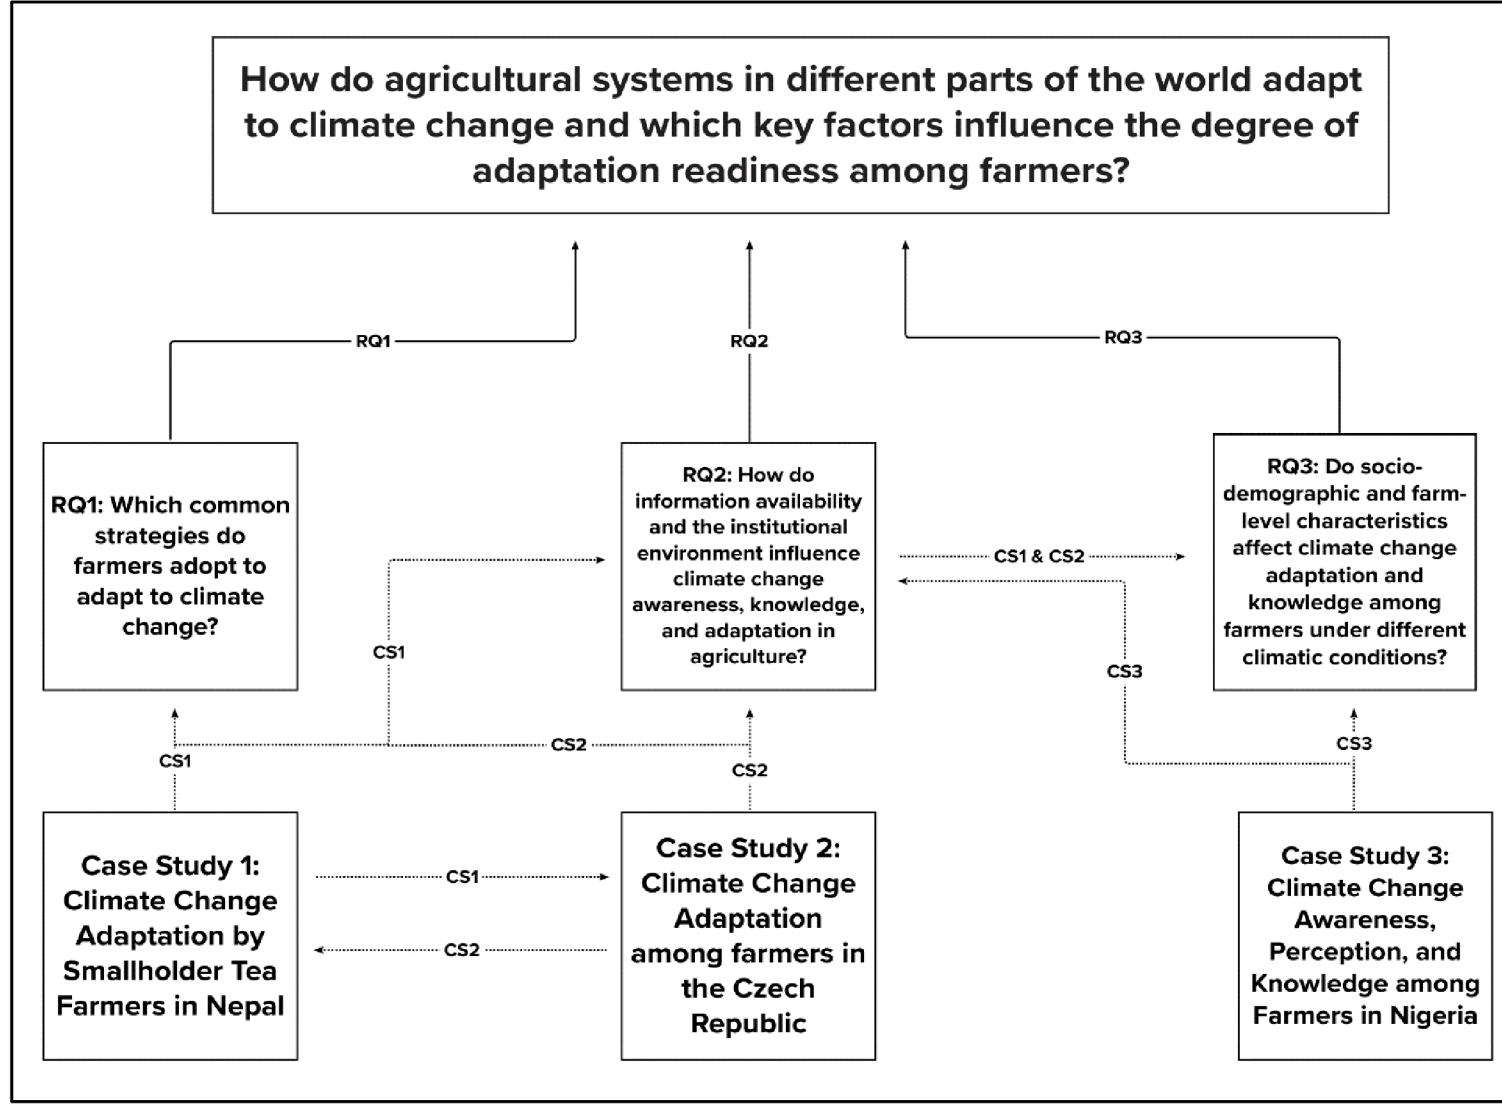 How do agricultural systems in different parts of the world adapt
to climate change and which key factors influence the degree of
adaptation readiness among farmers?
RQ1
RQ2
RQ3
RQ1: Which common
strategies do
farmers adopt to
adapt to climate
change?
RQ2: How do
information availability
and the institutional
environment influence
climate change
awareness, knowledge,
and adaptation in
agriculture?
RQ3: Do socio-
demographic and farm-
level characteristics
affect climate change
adaptation and
knowledge among
farmers under different
climatic conditions?
CS1 & CS2
CS1
CS3
CS1
CS2
CS2
CS3
Case Study 1:
Climate Change
Adaptation by
Smallholder Tea
Farmers in Nepal
CS1
CS2
Case Study 2:
Climate Change
Adaptation
among farmers in
the Czech
Republic
Case Study 3:
Climate Change
Awareness,
Perception, and
Knowledge among
Farmers in Nigeria